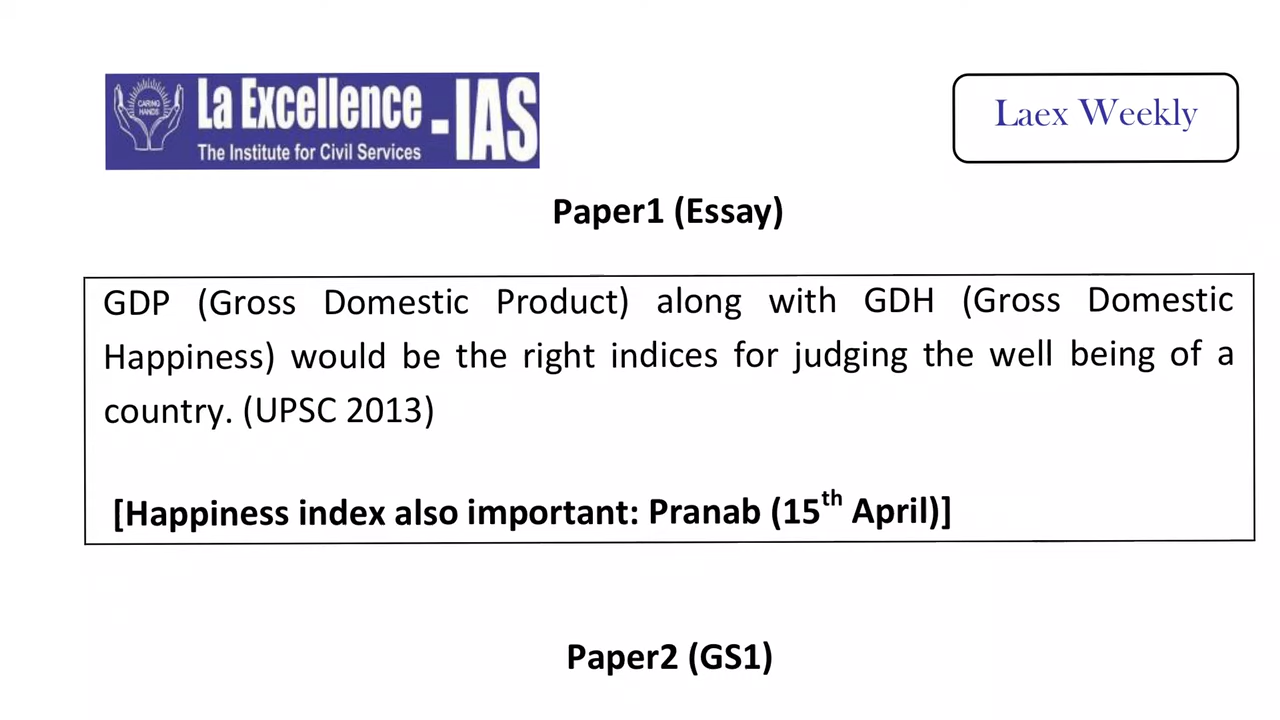 CARING
HANDS
La Excellence - IAS
The Institute for Civil Services
Laex Weekly
Paper1 (Essay)
GDP (Gross Domestic Product) along with GDH (Gross Domestic
Happiness) would be the right indices for judging the well being of a
country. (UPSC 2013)
[Happiness index also important: Pranab (15th April)]
Paper2 (GS1)